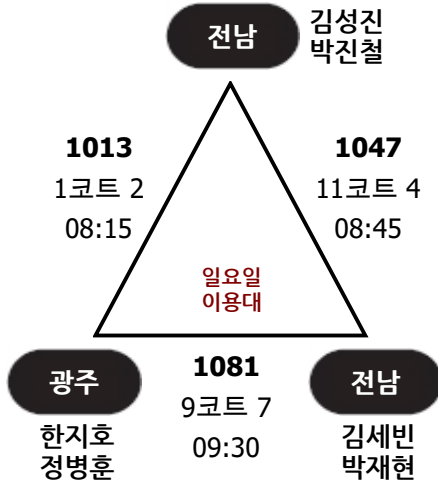 전남
김성진
박진철
1013
1코트 2
08:15
1047
11코트 4
08:45
일요일
이용대
광주
한지호
정병훈
1081
9코트 7
09:30
전남
김세빈
박재현